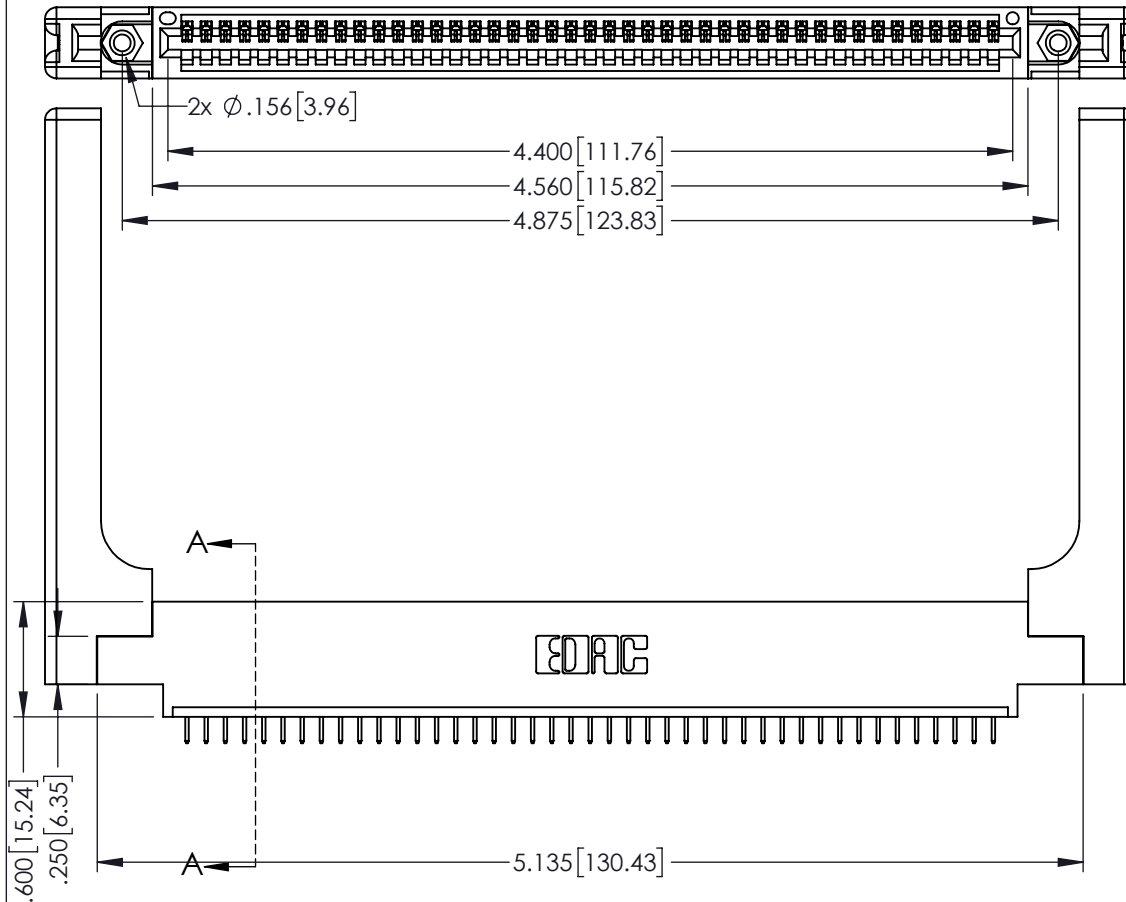 2x ∅.156[3.96]
4.400[111.76]
4.560[115.82]
4.875[123.83]
A
EDAC
.600[15.24]
.250[6.35]
A
5.135[130.43]